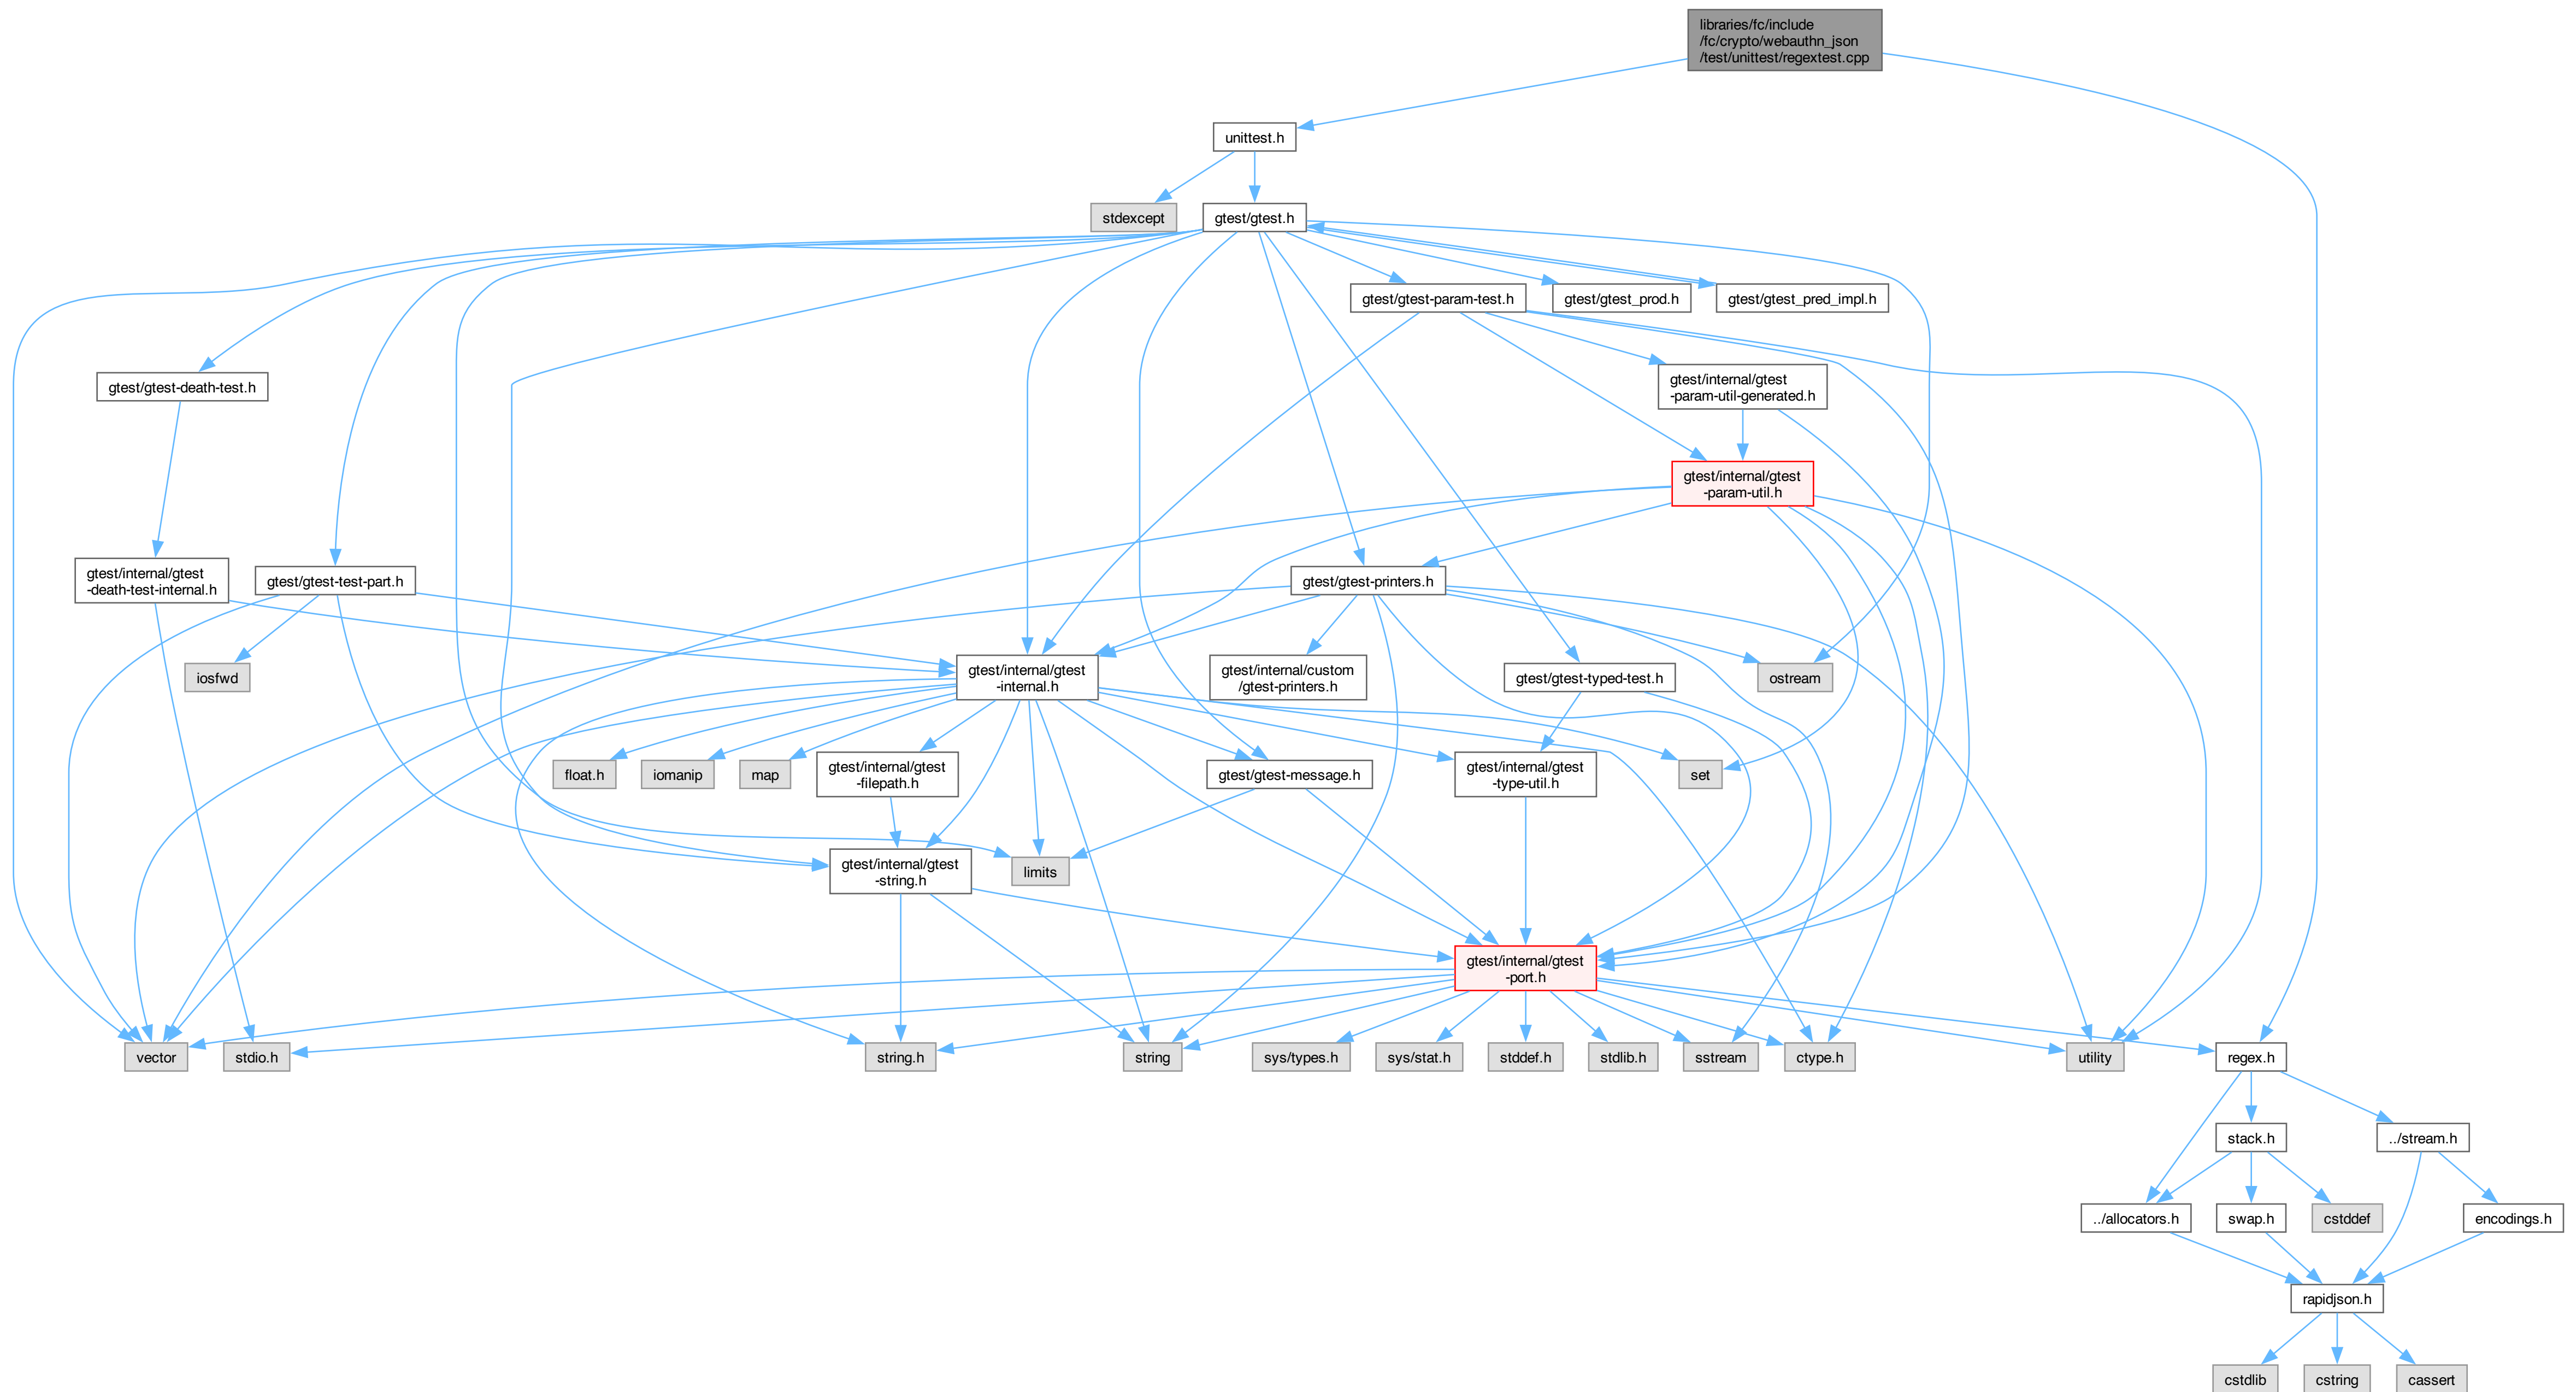 libraries/fc/include
/fc/crypto/webauthn_json
/test/unittest/regextest.cpp
unittest.h
stdexcept
gtest/gtest.h
gtest/gtest-param-test.h
gtest/gtest_prod.h
gtest/gtest_pred_impl.h
gtest/gtest-death-test.h
gtest/internal/gtest
-param-util-generated.h
gtest/internal/gtest
-param-util.h
gtest/internal/gtest
-death-test-internal.h
gtest/gtest-test-part.h
gtest/gtest-printers.h
iosfwd
gtest/internal/gtest
-internal.h
gtest/internal/custom
/gtest-printers.h
gtest/gtest-typed-test.h
ostream
float.h
iomanip
map
gtest/internal/gtest
-filepath.h
gtest/gtest-message.h
gtest/internal/gtest
-type-util.h
set
gtest/internal/gtest
-string.h
limits
gtest/internal/gtest
-port.h
vector
stdio.h
string.h
string
sys/types.h
sys/stat.h
stddef.h
stdlib.h
sstream
ctype.h
utility
regex.h
stack.h
../stream.h
../allocators.h
swap.h
cstddef
encodings.h
rapidjson.h
cstdlib
cstring
cassert